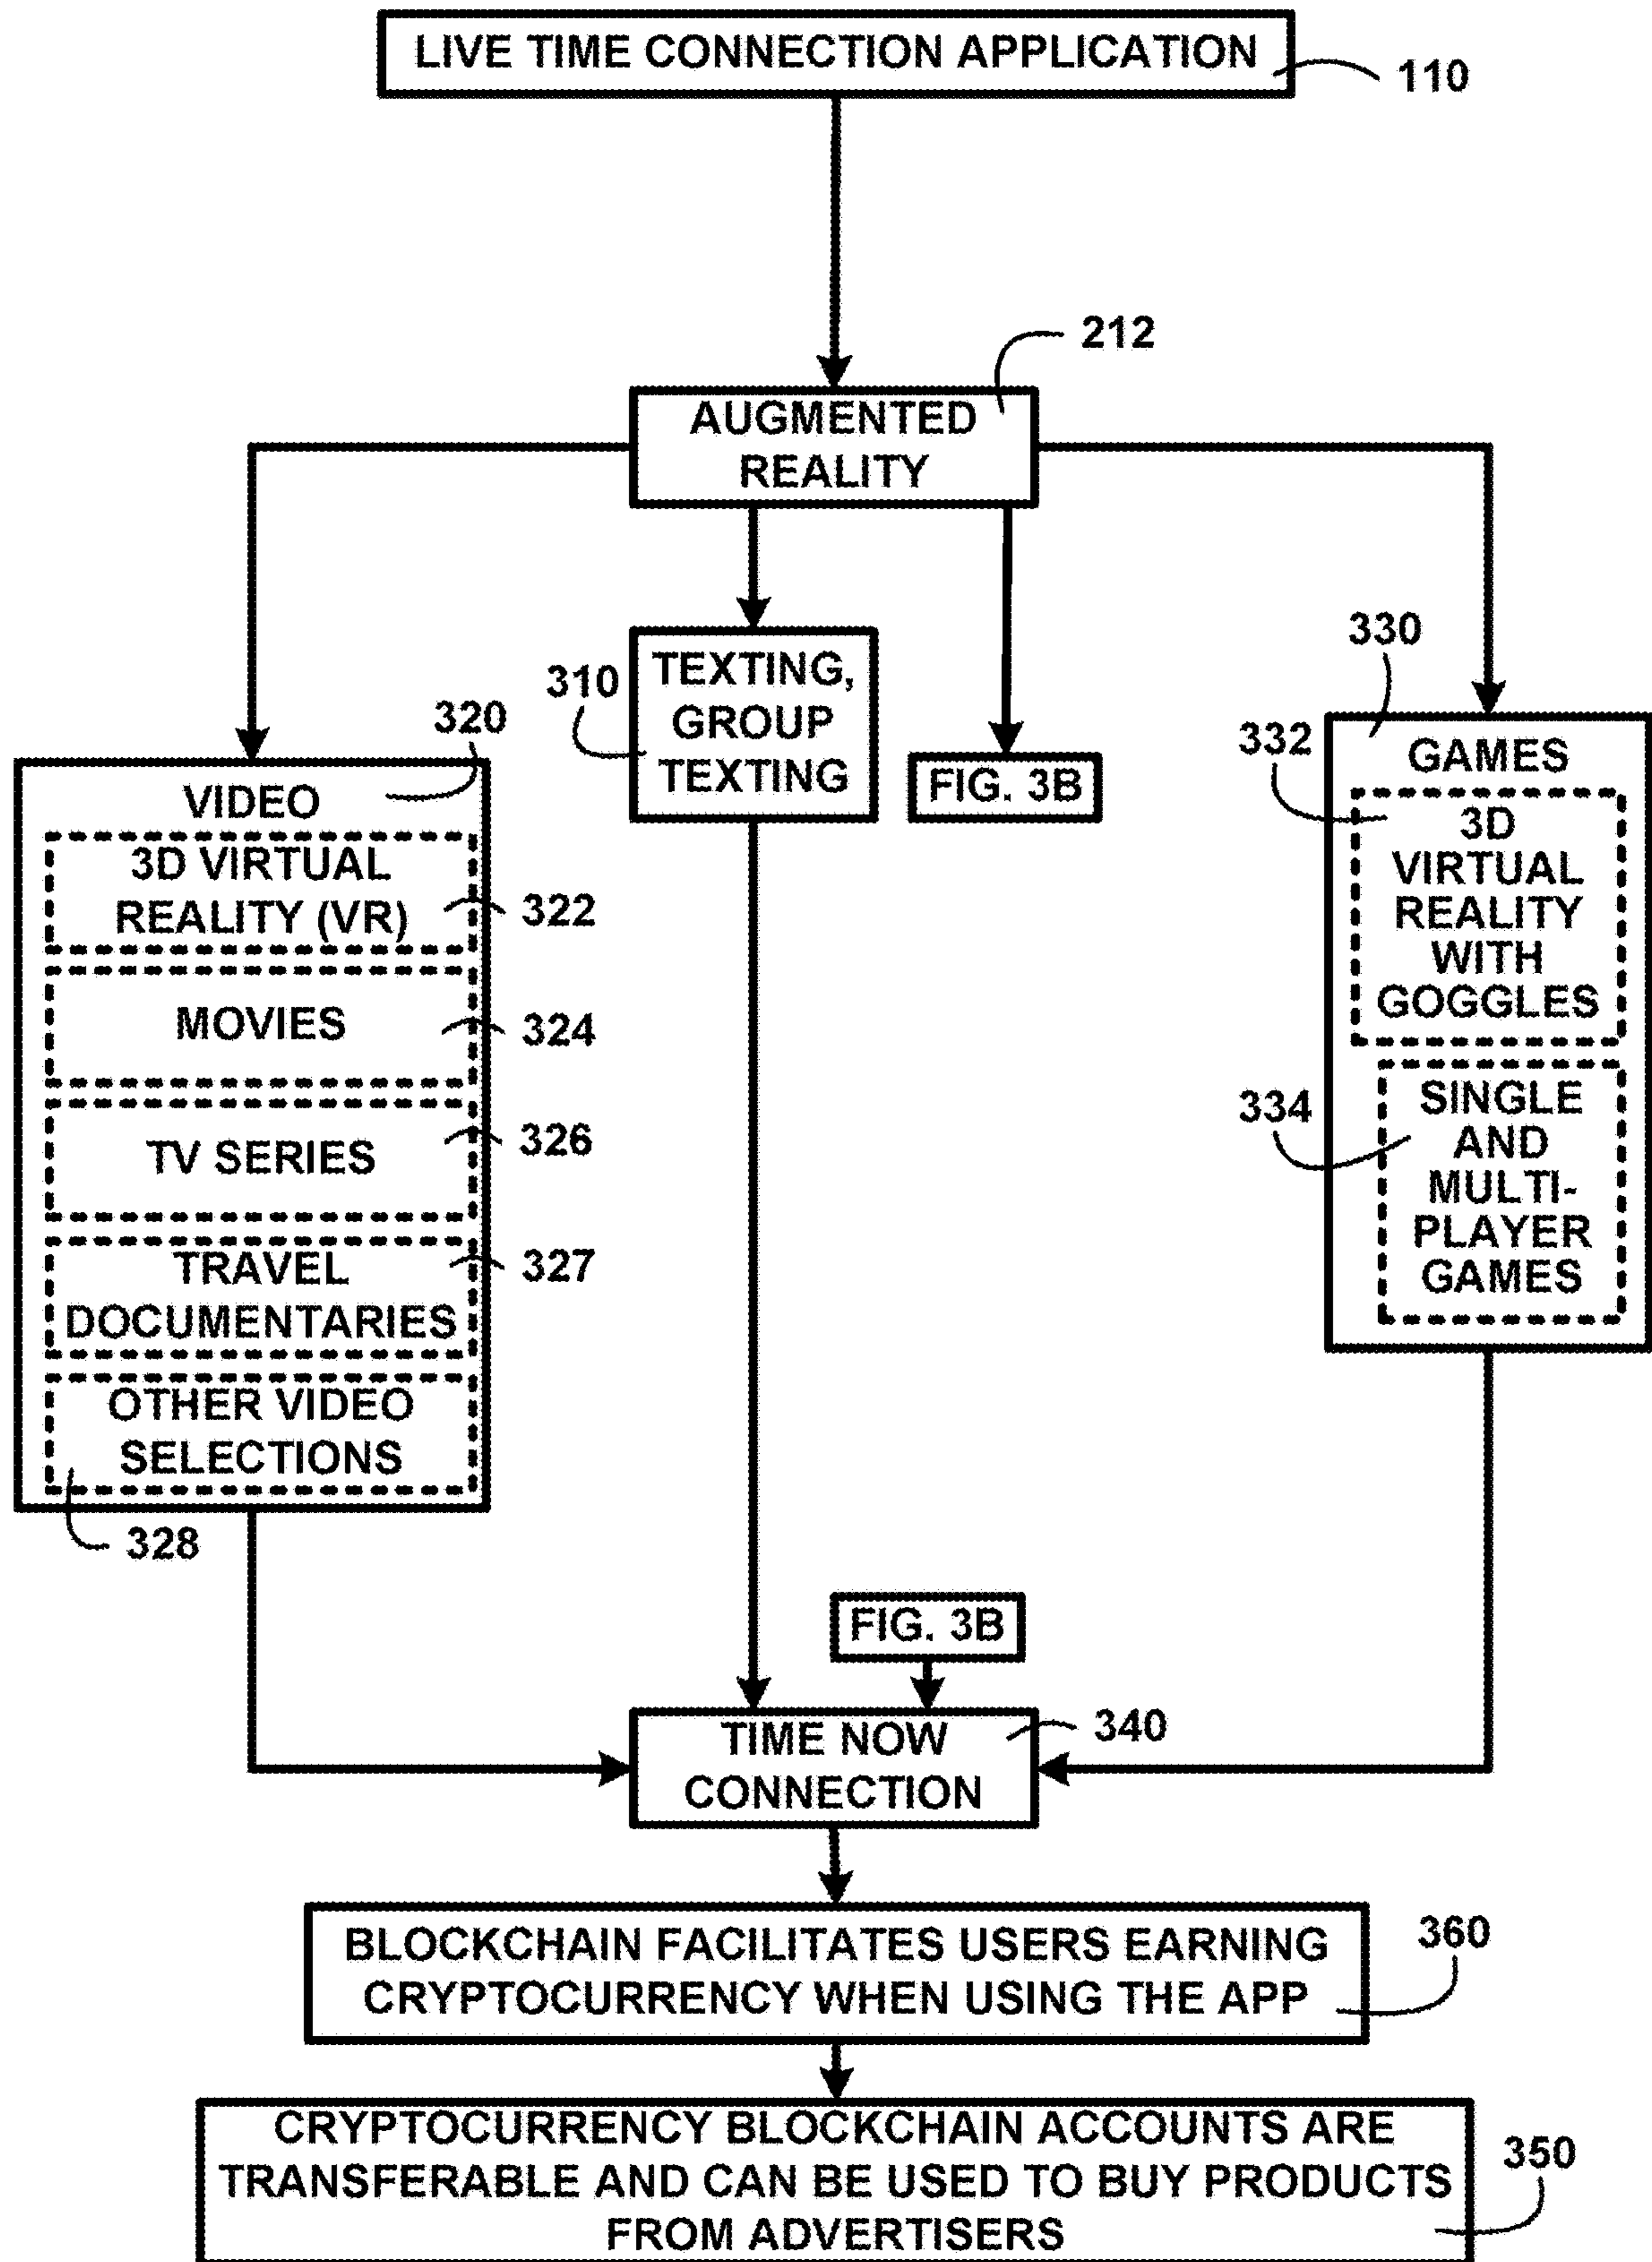 LIVE TIME CONNECTION APPLICATION
110
212
AUGMENTED
REALITY
320
VIDEO
3D VIRTUAL
REALITY (VR)
322
MOVIES
324
TV SERIES
326
TRAVEL
DOCUMENTARIES
327
OTHER VIDEO
SELECTIONS
328
310
TEXTING,
GROUP
TEXTING
FIG. 3B
330
GAMES
332
3D
VIRTUAL
REALITY
WITH
GOGGLES
334
SINGLE
AND
MULTI-
PLAYER
GAMES
FIG. 3B
TIME NOW
CONNECTION
340
BLOCKCHAIN FACILITATES USERS EARNING
CRYPTOCURRENCY WHEN USING THE APP
360
CRYPTOCURRENCY BLOCKCHAIN ACCOUNTS ARE
TRANSFERABLE AND CAN BE USED TO BUY PRODUCTS
FROM ADVERTISERS
350